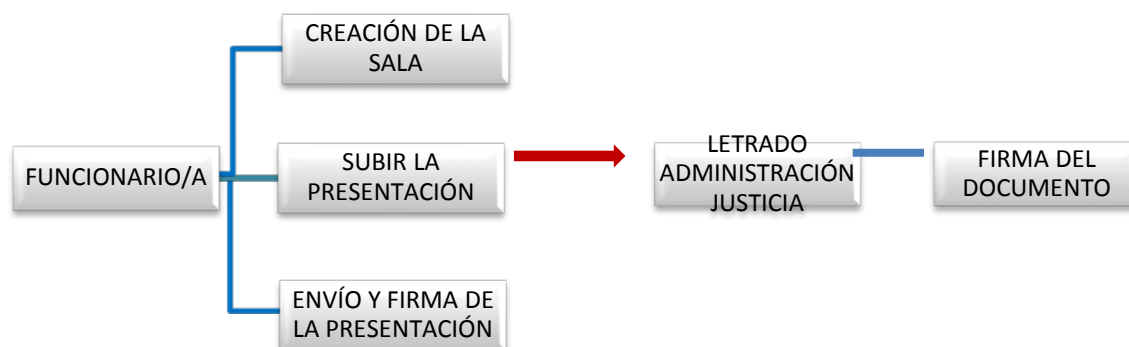 CREACIÓN DE LA
SALA
FUNCIONARIO/A
SUBIR LA
PRESENTACIÓN
LETRADO
ADMINISTRACIÓN
JUSTICIA
FIRMA DEL
DOCUMENTO
ENVÍO Y FIRMA DE
LA PRESENTACIÓN